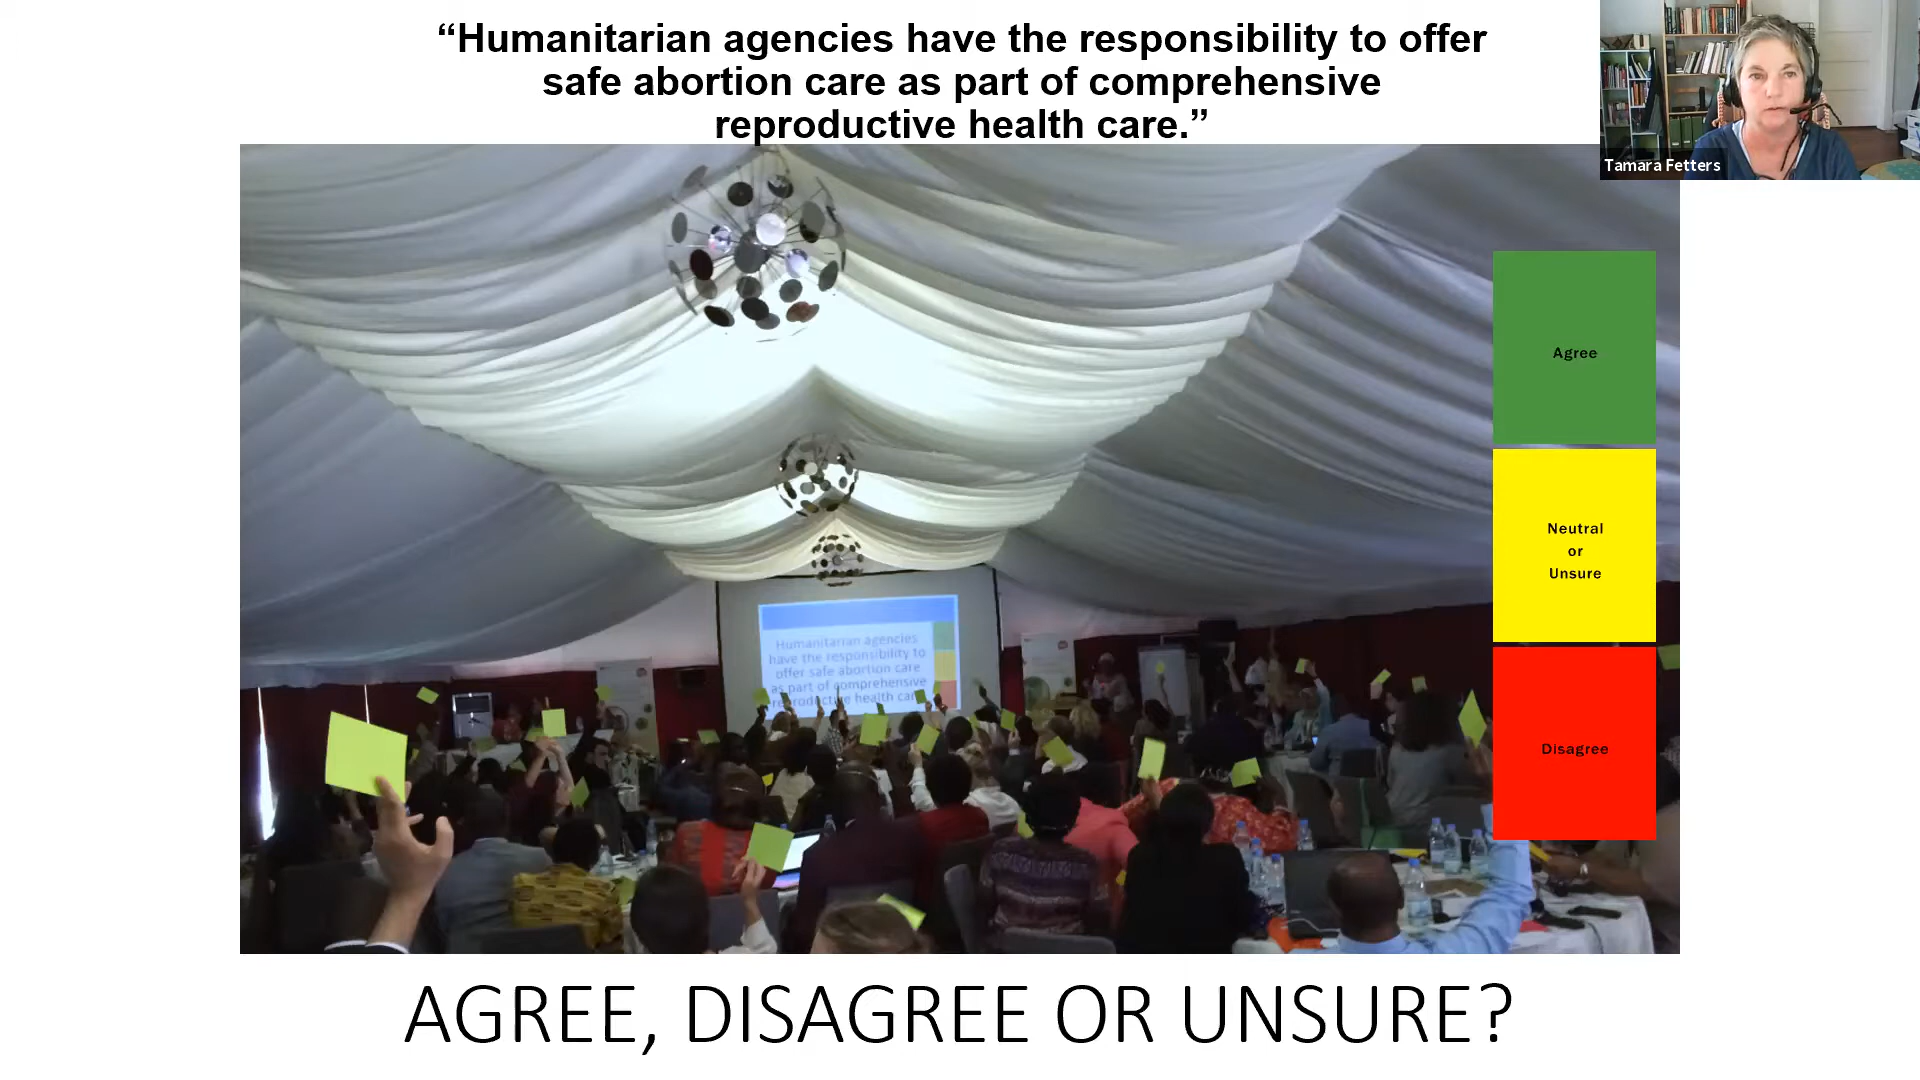 “Humanitarian agencies have the responsibility to offer
safe abortion care as part of comprehensive
reproductive health care.”
Tamara Fetters
Agree
Neutral
or
Unsure
Disagree
Humanitarian agencies
have the responsibility to
offer safe abortion care
as part of comprehensive
reproductive health
AGREE, DISAGREE OR UNSURE?